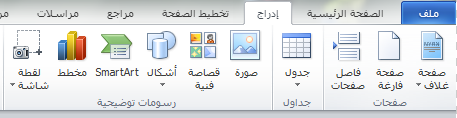 ملف الصفحة الرئيسية إدراج تخطيط الصفحة مراجع مراسلات
صفحة غلاف
صفحة فارغة
فاصل صفحات
جدول
صورة
قصاصة فنية
أشكال
SmartArt
مخطط
لقطة شاشة
صفحات
جداول
رسومات توضيحية